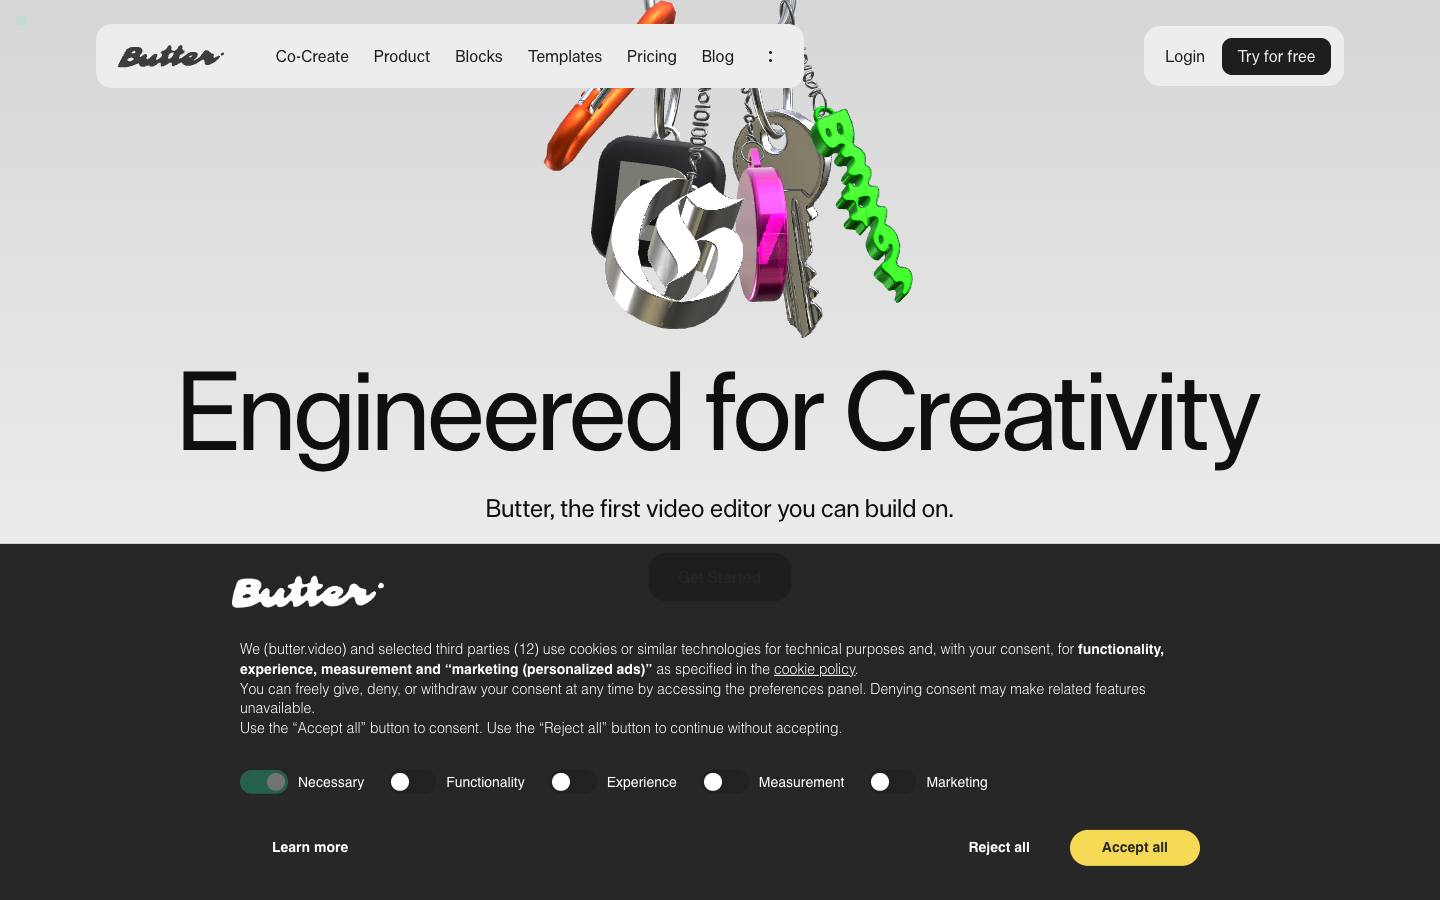 Butter
Co-Create Product Blocks Templates Pricing Blog
Login Try for free
Engineered for Creativity
Butter, the first video editor you can build on.
Get Started
Butter
We (butter.video) and selected third parties (12) use cookies or similar technologies for technical purposes and, with your consent, for functionality,
experience, measurement and “marketing (personalized ads)” as specified in the cookie policy.
You can freely give, deny, or withdraw your consent at any time by accessing the preferences panel. Denying consent may make related features
unavailable.
Use the “Accept all” button to consent. Use the “Reject all” button to continue without accepting.
Necessary Functionality Experience Measurement Marketing
Learn more Reject all Accept all